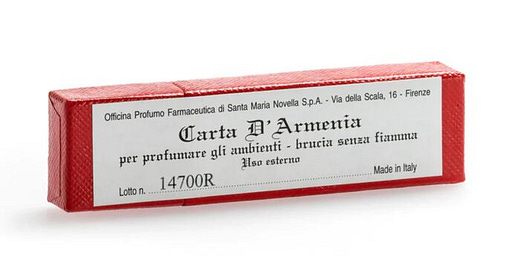 Officina Profumo Farmaceutica di Santa Maria Novella S.p.A. - Via della Scala, 16 - Firenze
Carta D'Armenia
per profumare gli ambienti - brucia senza fiamma
Uso esterno
Lotto n. 14700R Made in Italy